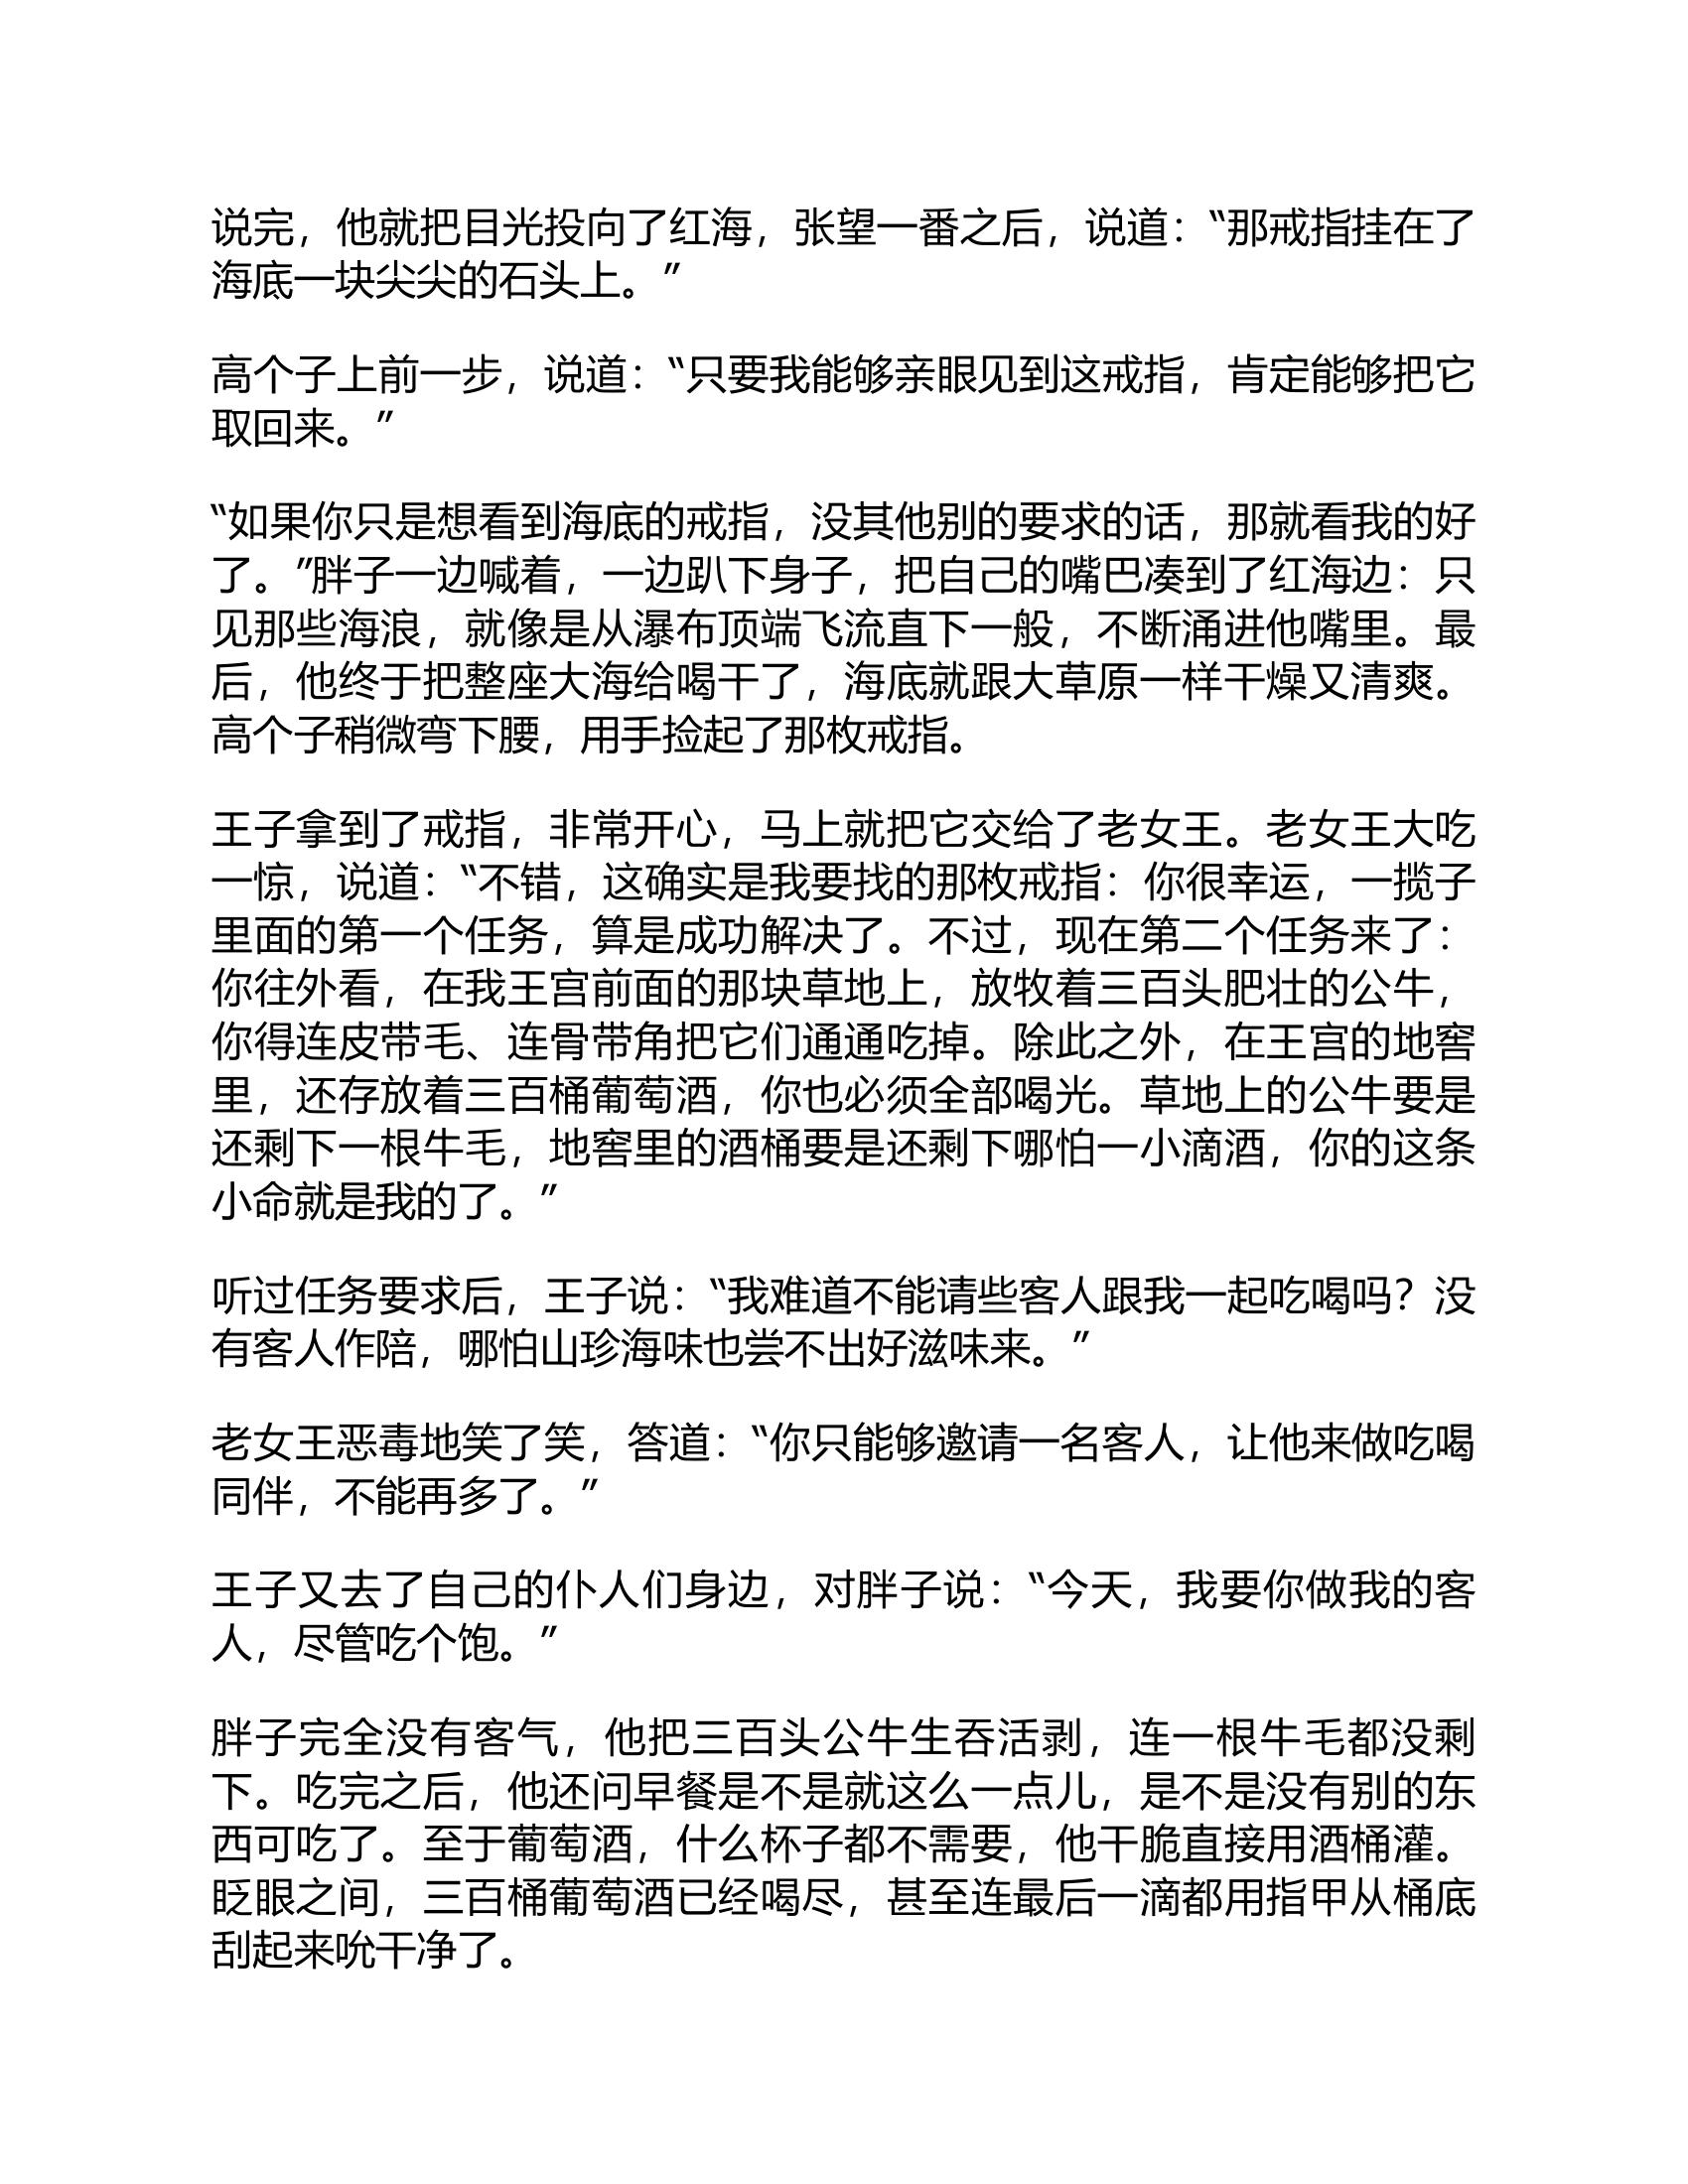 说完，他就把目光投向了红海，张望一番之后，说道：“那戒指挂在了
海底一块尖尖的石头上。”
高个子上前一步，说道：“只要我能够亲眼见到这戒指，肯定能够把它
取回来。”
“如果你只是想看到海底的戒指，没其他别的要求的话，那就看我的好
了。”胖子一边喊着，一边趴下身子，把自己的嘴巴凑到了红海边：只
见那些海浪，就像是从瀑布顶端飞流直下一般，不断涌进他嘴里。最
后，他终于把整座大海给喝干了，海底就跟大草原一样干燥又清爽。
高个子稍微弯下腰，用手捡起了那枚戒指。
王子拿到了戒指，非常开心，马上就把它交给了老女王。老女王大吃
一惊，说道：“不错，这确实是我要找的那枚戒指：你很幸运，一揽子
里面的第一个任务，算是成功解决了。不过，现在第二个任务来了：
你往外看，在我王宫前面的那块草地上，放牧着三百头肥壮的公牛，
你得连皮带毛、连骨带角把它们通通吃掉。除此之外，在王宫的地窖
里，还存放着三百桶葡萄酒，你也必须全部喝光。草地上的公牛要是
还剩下一根牛毛，地窖里的酒桶要是还剩下哪怕一小滴酒，你的这条
小命就是我的了。”
听过任务要求后，王子说：“我难道不能请些客人跟我一起吃喝吗？没
有客人作陪，哪怕山珍海味也尝不出好滋味来。”
老女王恶毒地笑了笑，答道：“你只能够邀请一名客人，让他来做吃喝
同伴，不能再多了。”
王子又去了自己的仆人们身边，对胖子说：“今天，我要你做我的客
人，尽管吃个饱。”
胖子完全没有客气，他把三百头公牛生吞活剥，连一根牛毛都没剩
下。吃完之后，他还问早餐是不是就这么一点儿，是不是没有别的东
西可吃了。至于葡萄酒，什么杯子都不需要，他干脆直接用酒桶灌。
眨眼之间，三百桶葡萄酒已经喝尽，甚至连最后一滴都用指甲从桶底
刮起来吮干净了。